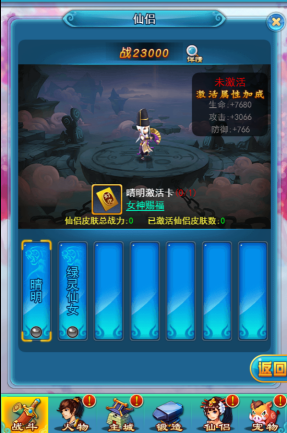 仙侣
战23000
未激活
激活属性加成
生命:+7680
攻击:+3066
防御:+766
晴明激活卡
女神赐福
仙侣皮肤总战力:0 已激活仙侣皮肤数:0
晴明
绿灵仙女
返回
战斗
人物
主城
锻造
仙侣
宠物